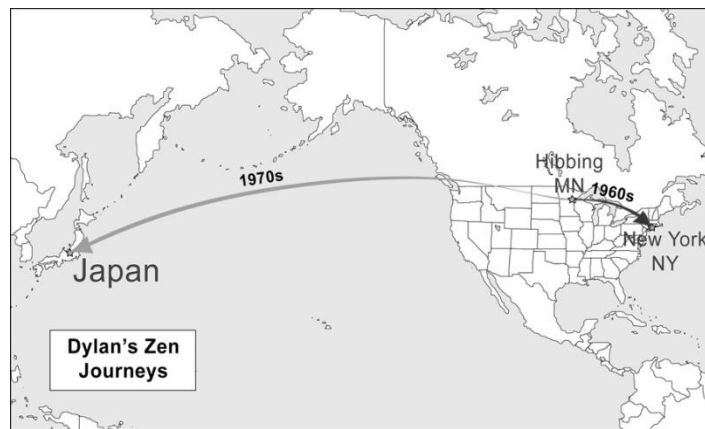 1970s
Hibbing
MN
1960s
New York
NY
Japan
Dylan's Zen
Journeys